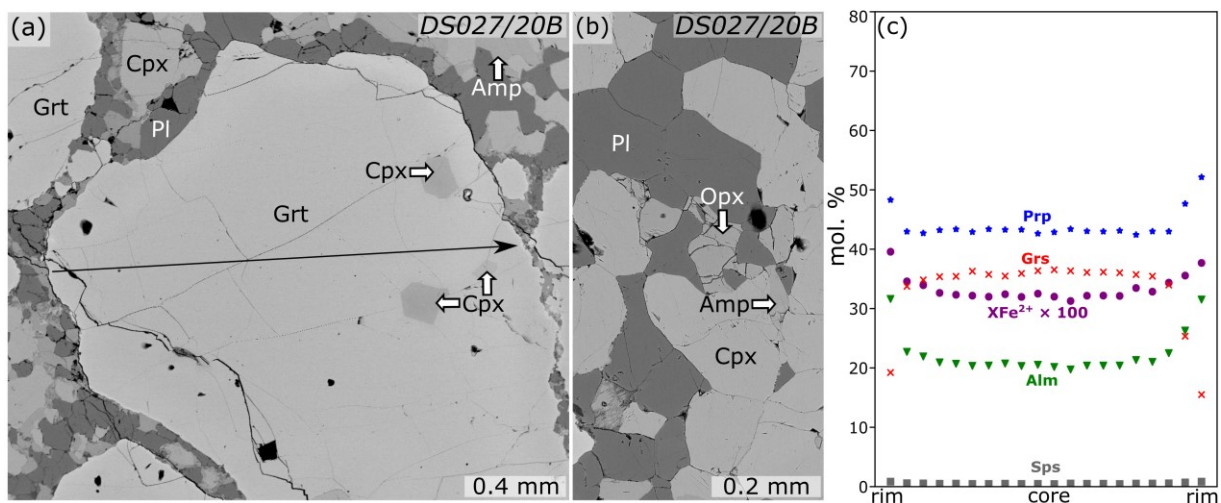 (a)
DS027/20B
Cpx
Amp
Grt
Pl
Cpx
Grt
Cpx
0.4 mm
(b)
DS027/20B
Pl
Opx
Amp
Cpx
0.2 mm
(c)
mol. %
80
70
60
50
40
30
20
10
0
Prp
Grs
XFe²⁺ × 100
Alm
Sps
rim core rim